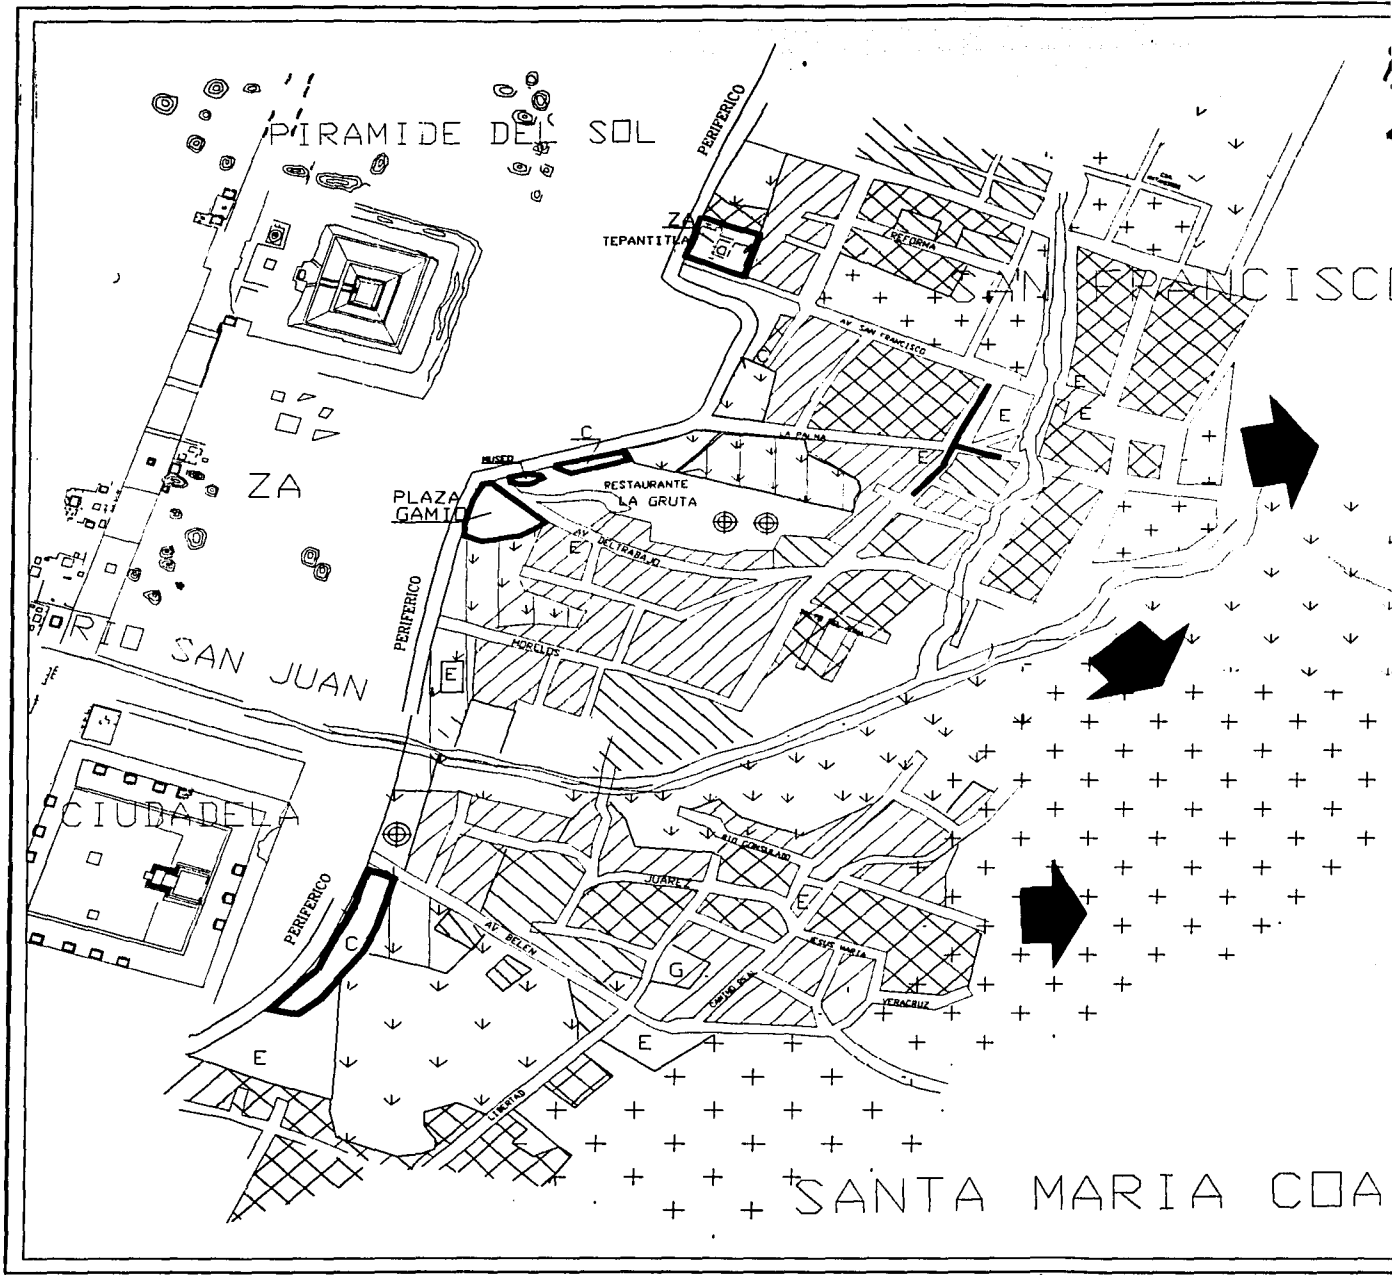 PIRAMIDE DEL SOL
PERIFERICO
ZA
TEPANTITLA
REFORMA
SAN FRANCISC
AV SAN FRANCISCO
C
E
E
E
LA PALMA
E
C
MUSEO
ZA
PLAZA
GAMIO
RESTAURANTE
LA GRUTA
AV DEL TRABAJO
E
PERIFERICO
RIO SAN JUAN
MORELOS
E
CIUDADELA
RIO CONSULADO
JUAREZ
E
PERIFERICO
C
AV BELEN
JESUS MARIA
G
VERACRUZ
E
E
LIBERTAD
SANTA MARIA COA